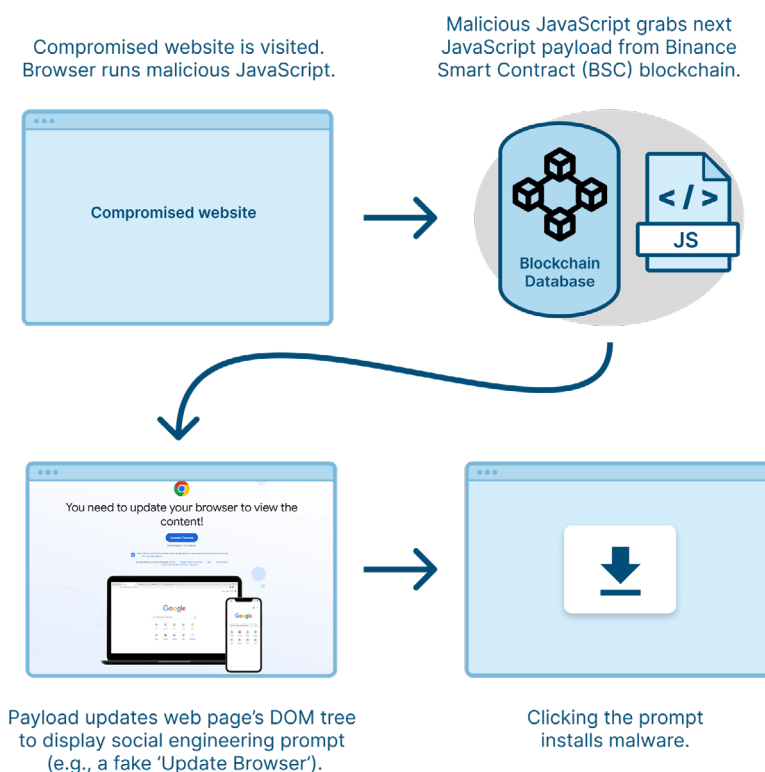 Compromised website is visited.
Browser runs malicious JavaScript.
Malicious JavaScript grabs next
JavaScript payload from Binance
Smart Contract (BSC) blockchain.
Compromised website
Blockchain
Database
</>
JS
You need to update your browser to view the
content!
Update Chrome
Google
Google
Payload updates web page's DOM tree
to display social engineering prompt
(e.g., a fake ‘Update Browser’).
Clicking the prompt
installs malware.